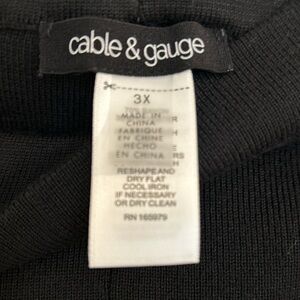 cable & gauge
3X
MADE IN
CHINA
FABRIQUE
EN CHINE
HECHO
EN CHINA
RESHAPE AND
DRY FLAT
COOL IRON
IF NECESSARY
OR DRY CLEAN
RN 165979